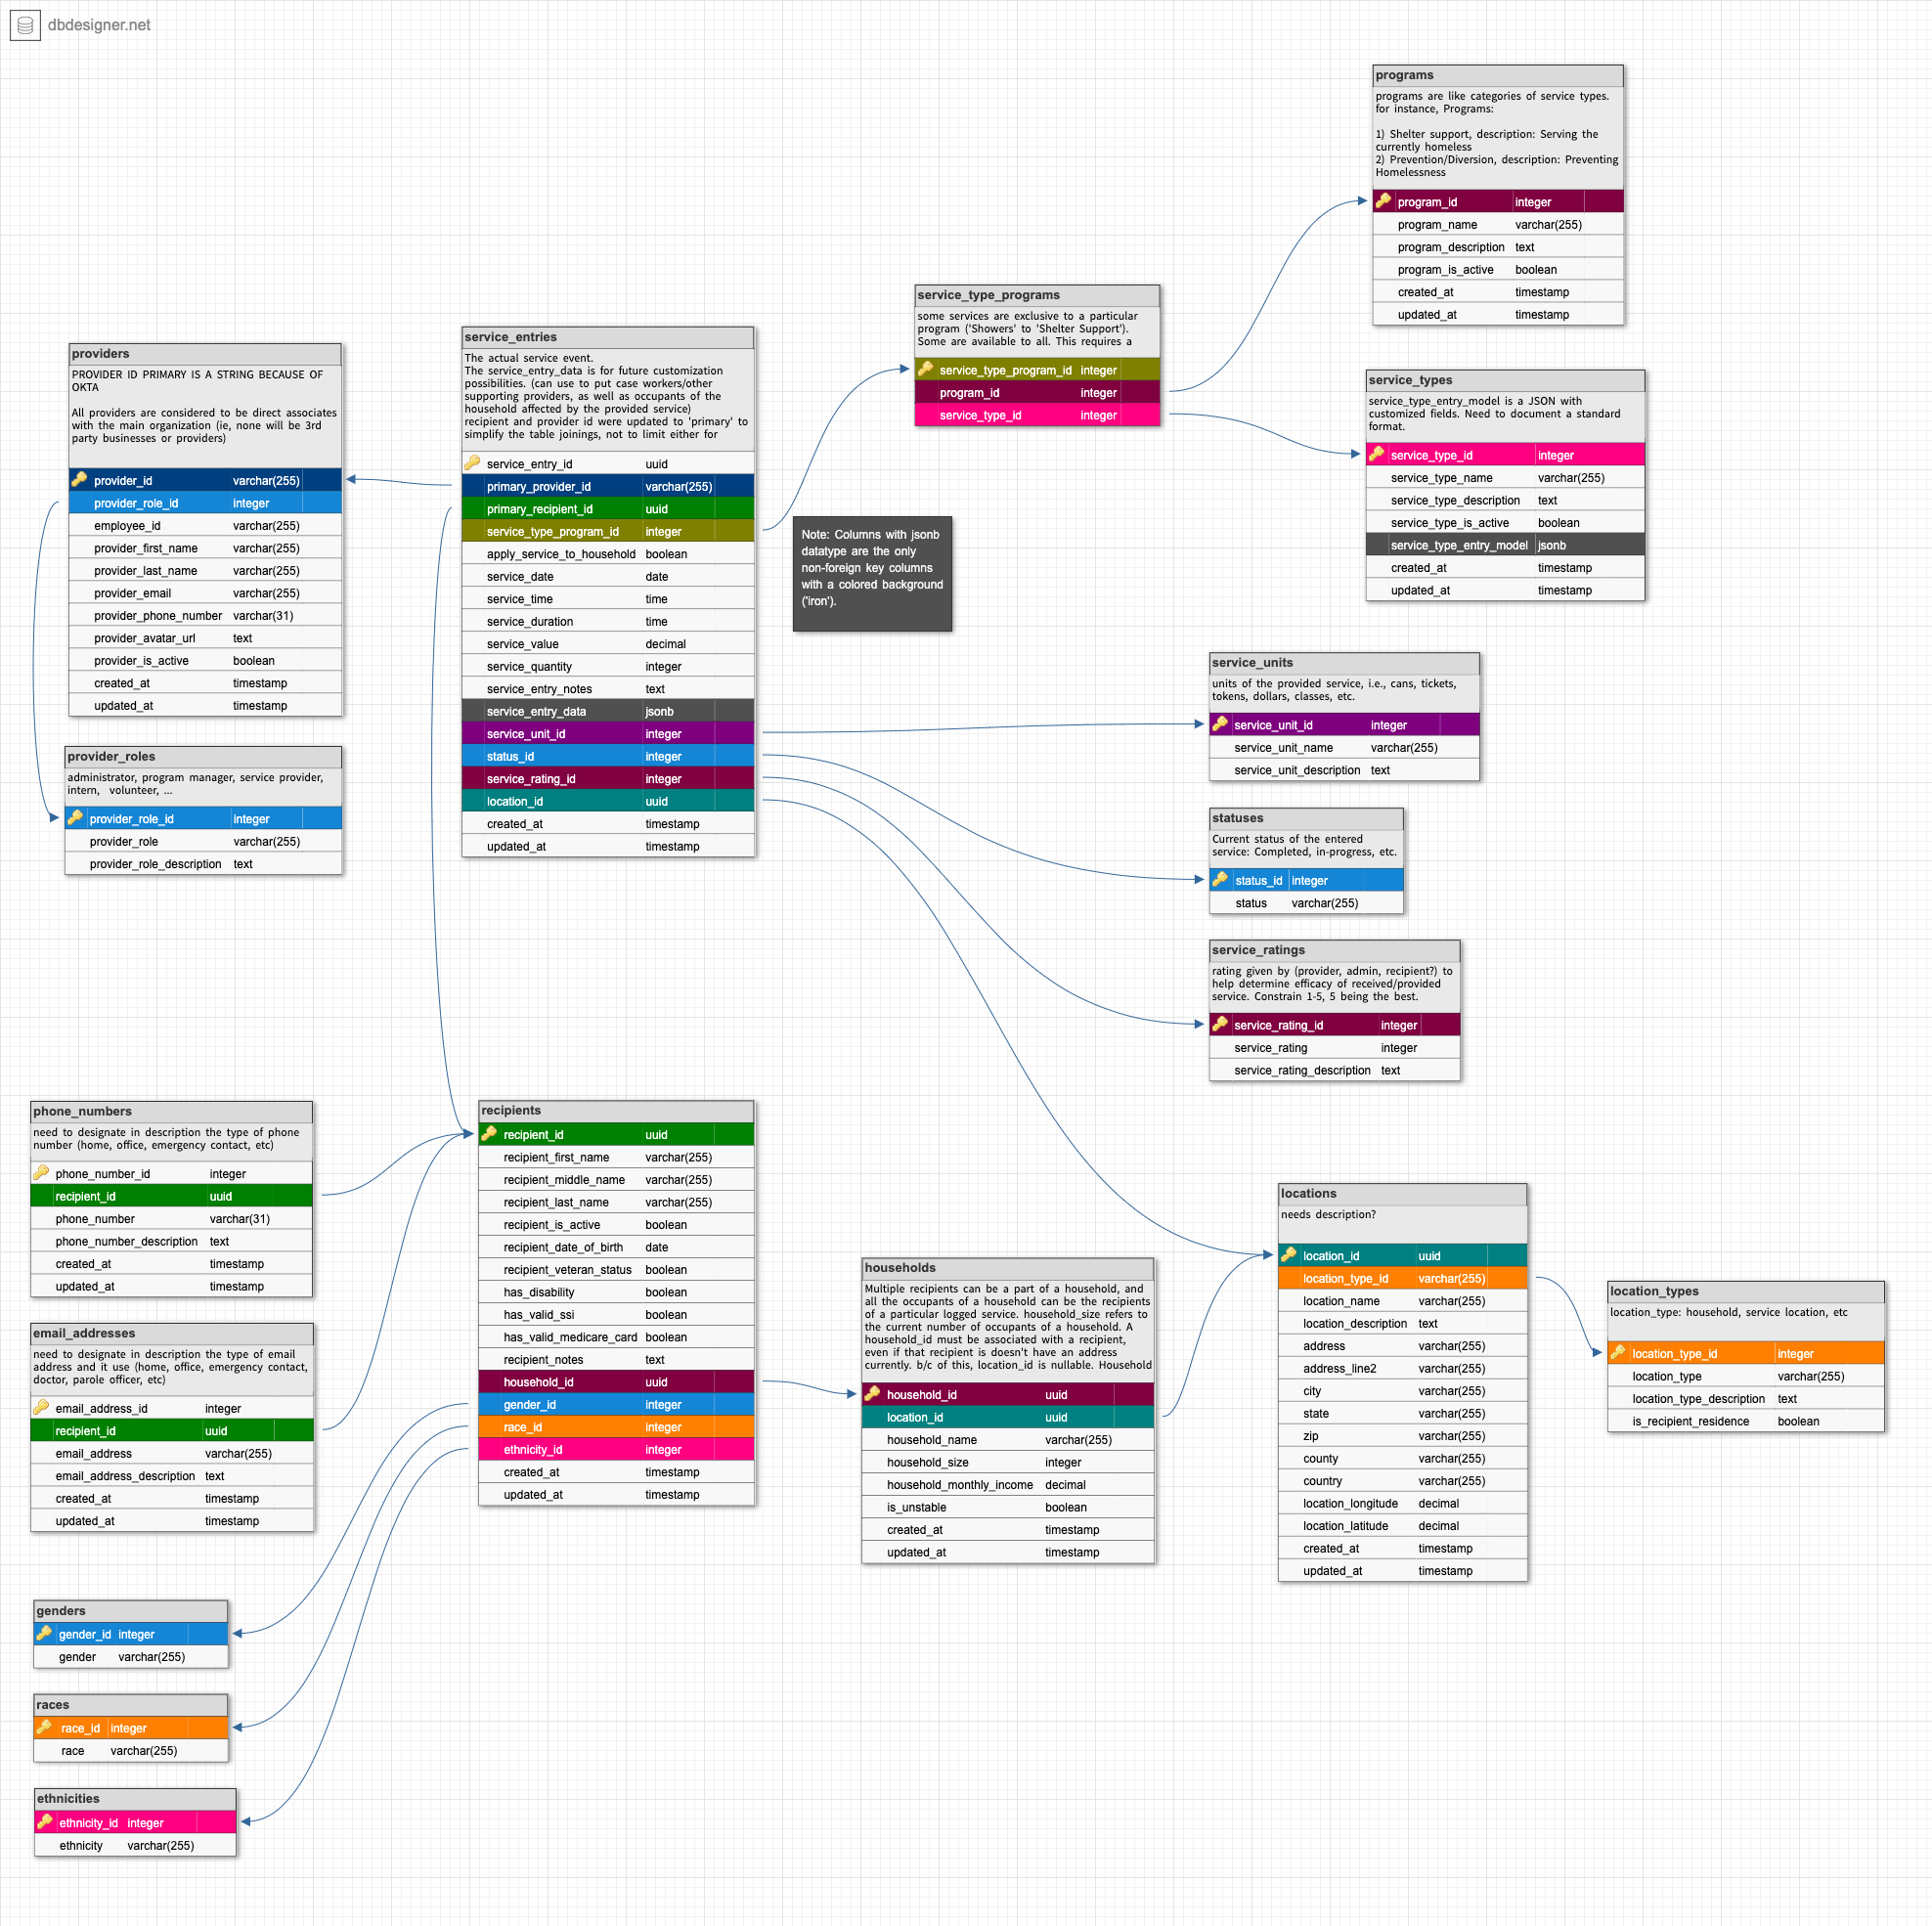 dbdesigner.net
programs
programs are like categories of service types.
for instance, Programs:
1) Shelter support, description: Serving the
currently homeless
2) Prevention/Diversion, description: Preventing
Homelessness
program_id integer
program_name varchar(255)
program_description text
program_is_active boolean
created_at timestamp
updated_at timestamp
service_type_programs
some services are exclusive to a particular
program ('Showers' to 'Shelter Support').
Some are available to all. This requires a
service_type_program_id integer
program_id integer
service_type_id integer
service_types
service_type_entry_model is a JSON with
customized fields. Need to document a standard
format.
service_type_id integer
service_type_name varchar(255)
service_type_description text
service_type_is_active boolean
service_type_entry_model jsonb
created_at timestamp
updated_at timestamp
providers
PROVIDER ID PRIMARY IS A STRING BECAUSE OF
OKTA
All providers are considered to be direct associates
with the main organization (ie, none will be 3rd
party businesses or providers)
provider_id varchar(255)
provider_role_id integer
employee_id varchar(255)
provider_first_name varchar(255)
provider_last_name varchar(255)
provider_email varchar(255)
provider_phone_number varchar(31)
provider_avatar_url text
provider_is_active boolean
created_at timestamp
updated_at timestamp
service_entries
The actual service event.
The service_entry_data is for future customization
possibilities. (can use to put case workers/other
supporting providers, as well as occupants of the
household affected by the provided service)
recipient and provider id were updated to 'primary' to
simplify the table joinings, not to limit either for
service_entry_id uuid
primary_provider_id varchar(255)
primary_recipient_id uuid
service_type_program_id integer
apply_service_to_household boolean
service_date date
service_time time
service_duration time
service_value decimal
service_quantity integer
service_entry_notes text
service_entry_data jsonb
service_unit_id integer
status_id integer
service_rating_id integer
location_id uuid
created_at timestamp
updated_at timestamp
Note: Columns with jsonb
datatype are the only
non-foreign key columns
with a colored background
('iron').
provider_roles
administrator, program manager, service provider,
intern, volunteer, ...
provider_role_id integer
provider_role varchar(255)
provider_role_description text
service_units
units of the provided service, i.e., cans, tickets,
tokens, dollars, classes, etc.
service_unit_id integer
service_unit_name varchar(255)
service_unit_description text
statuses
Current status of the entered
service: Completed, in-progress, etc.
status_id integer
status varchar(255)
service_ratings
rating given by (provider, admin, recipient?) to
help determine efficacy of received/provided
service. Constrain 1-5, 5 being the best.
service_rating_id integer
service_rating integer
service_rating_description text
phone_numbers
need to designate in description the type of phone
number (home, office, emergency contact, etc)
phone_number_id integer
recipient_id uuid
phone_number varchar(31)
phone_number_description text
created_at timestamp
updated_at timestamp
email_addresses
need to designate in description the type of email
address and it use (home, office, emergency contact,
doctor, parole officer, etc)
email_address_id integer
recipient_id uuid
email_address varchar(255)
email_address_description text
created_at timestamp
updated_at timestamp
recipients
recipient_id uuid
recipient_first_name varchar(255)
recipient_middle_name varchar(255)
recipient_last_name varchar(255)
recipient_is_active boolean
recipient_date_of_birth date
recipient_veteran_status boolean
has_disability boolean
has_valid_ssi boolean
has_valid_medicare_card boolean
recipient_notes text
household_id uuid
gender_id integer
race_id integer
ethnicity_id integer
created_at timestamp
updated_at timestamp
households
Multiple recipients can be a part of a household, and
all the occupants of a household can be the recipients
of a particular logged service. household_size refers to
the current number of occupants of a household. A
household_id must be associated with a recipient,
even if that recipient is doesn't have an address
currently. b/c of this, location_id is nullable. Household
household_id uuid
location_id uuid
household_name varchar(255)
household_size integer
household_monthly_income decimal
is_unstable boolean
created_at timestamp
updated_at timestamp
locations
needs description?
location_id uuid
location_type_id varchar(255)
location_name varchar(255)
location_description text
address varchar(255)
address_line2 varchar(255)
city varchar(255)
state varchar(255)
zip varchar(255)
county varchar(255)
country varchar(255)
location_longitude decimal
location_latitude decimal
created_at timestamp
updated_at timestamp
location_types
location_type: household, service location, etc
location_type_id integer
location_type varchar(255)
location_type_description text
is_recipient_residence boolean
genders
gender_id integer
gender varchar(255)
races
race_id integer
race varchar(255)
ethnicities
ethnicity_id integer
ethnicity varchar(255)